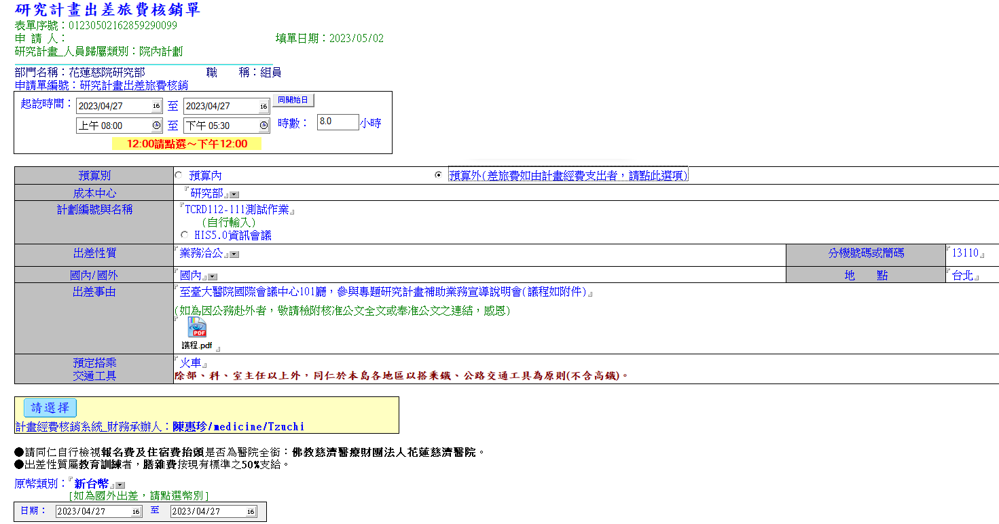 研究計畫出差旅費核銷單
表單序號：01230502162859290099
申 請 人： 填單日期：2023/05/02
研究計畫_人員歸屬類別：院內計劃
部門名稱：花蓮慈院研究部 職 稱：組員
申請單編號：研究計畫出差旅費核銷
起訖時間： 2023/04/27 16 至 2023/04/27 16 同開始日
上午 08:00 至 下午 05:30 時數： 8.0 小時
12:00請點選～下午12:00
預算別 預算內 預算外(差旅費如由計畫經費支出者，請點此選項)
成本中心 『研究部』
計劃編號與名稱 『TCRD112-111測試作業』
(自行輸入)
HIS5.0資訊會議
出差性質 『業務洽公』 分機號碼或簡碼 『13110』
國內/國外 『國內』 地 點 『台北』
出差事由 『至臺大醫院國際會議中心101廳，參與專題研究計畫補助業務宣導說明會(議程如附件)』
(如為因公務赴外者，敬請檢附核准公文全文或奉准公文之連結，感恩)
『 PDF
議程.pdf 』
預定搭乘 『火車』
交通工具 除部、科、室主任以上外，同仁於本島各地區以搭乘鐵、公路交通工具為原則(不含高鐵)。
請選擇
計畫經費核銷系統_財務承辦人：陳惠珍/medicine/Tzuchi
●請同仁自行檢視報名費及住宿費抬頭是否為醫院全銜：佛教慈濟醫療財團法人花蓮慈濟醫院。
●出差性質屬教育訓練者，膳雜費按現有標準之50%支給。
原幣類別：『新台幣』
[如為國外出差，請點選幣別]
日期： 2023/04/27 16 至 2023/04/27 16